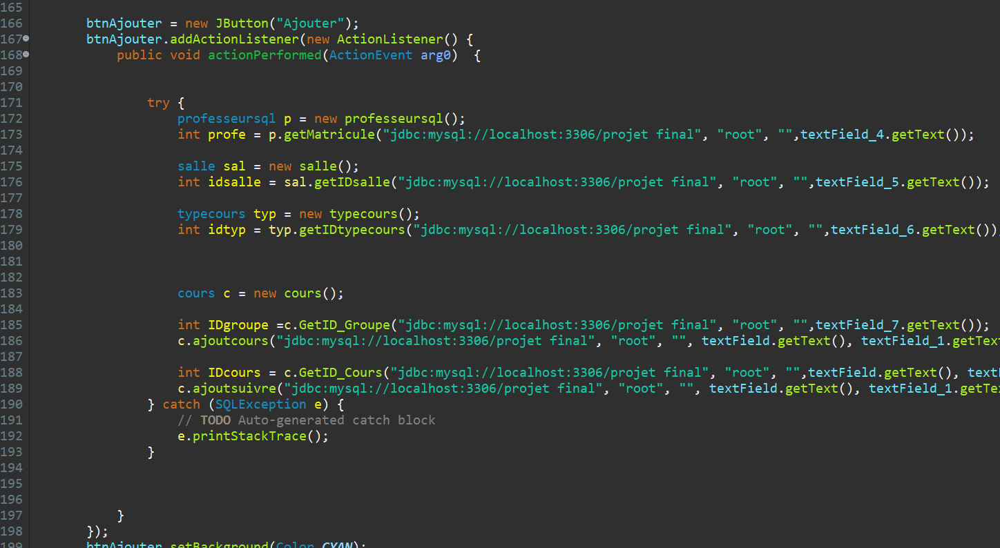 165
166 btnAjouter = new JButton("Ajouter");
167 btnAjouter.addActionListener(new ActionListener() {
168 public void actionPerformed(ActionEvent arg0)  {
169
170
171 try {
172 professeursql p = new professeursql();
173 int profe = p.getMatricule("jdbc:mysql://localhost:3306/projet final", "root", "",textField_4.getText());
174
175 salle sal = new salle();
176 int idsalle = sal.getIDsalle("jdbc:mysql://localhost:3306/projet final", "root", "",textField_5.getText());
177
178 typecours typ = new typecours();
179 int idtyp = typ.getIDtypecours("jdbc:mysql://localhost:3306/projet final", "root", "",textField_6.getText())
180
181
182
183 cours c = new cours();
184
185 int IDgroupe =c.GetID_Groupe("jdbc:mysql://localhost:3306/projet final", "root", "",textField_7.getText());
186 c.ajoutcours("jdbc:mysql://localhost:3306/projet final", "root", "", textField.getText(), textField_1.getTex
187
188 int IDcours = c.GetID_Cours("jdbc:mysql://localhost:3306/projet final", "root", "",textField.getText(), text
189 c.ajoutsuivre("jdbc:mysql://localhost:3306/projet final", "root", "", textField.getText(), textField_1.getTe
190 } catch (SQLException e) {
191 // TODO Auto-generated catch block
192 e.printStackTrace();
193 }
194
195
196
197 }
198 });
199 btnAjouter.setBackground(Color.CYAN);